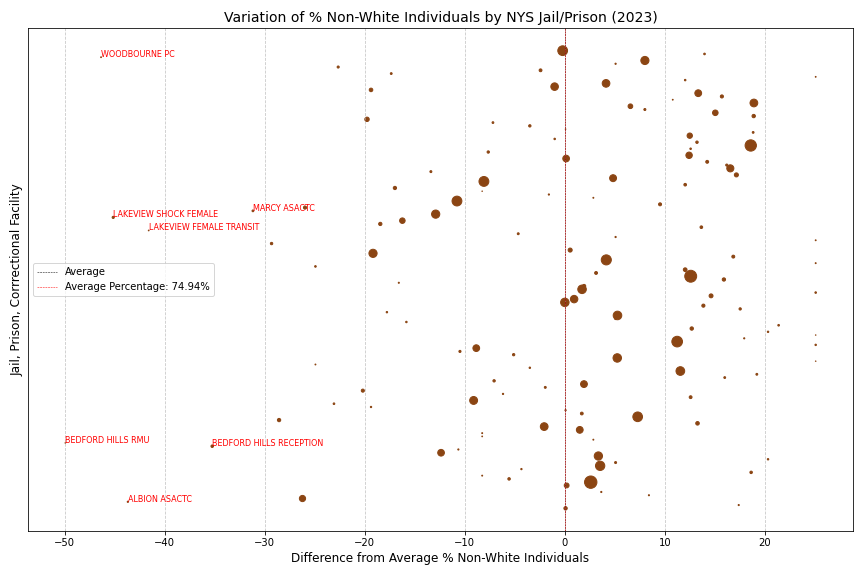 Variation of % Non-White Individuals by NYS Jail/Prison (2023)
WOODBOURNE PC
MARCY ASACTC
LAKEVIEW SHOCK FEMALE
LAKEVIEW FEMALE TRANSIT
Average
Average Percentage: 74.94%
BEDFORD HILLS RMU
BEDFORD HILLS RECEPTION
ALBION ASACTC
Jail, Prison, Corrrectional Facility
−50 −40 −30 −20 −10 0 10 20
Difference from Average % Non-White Individuals